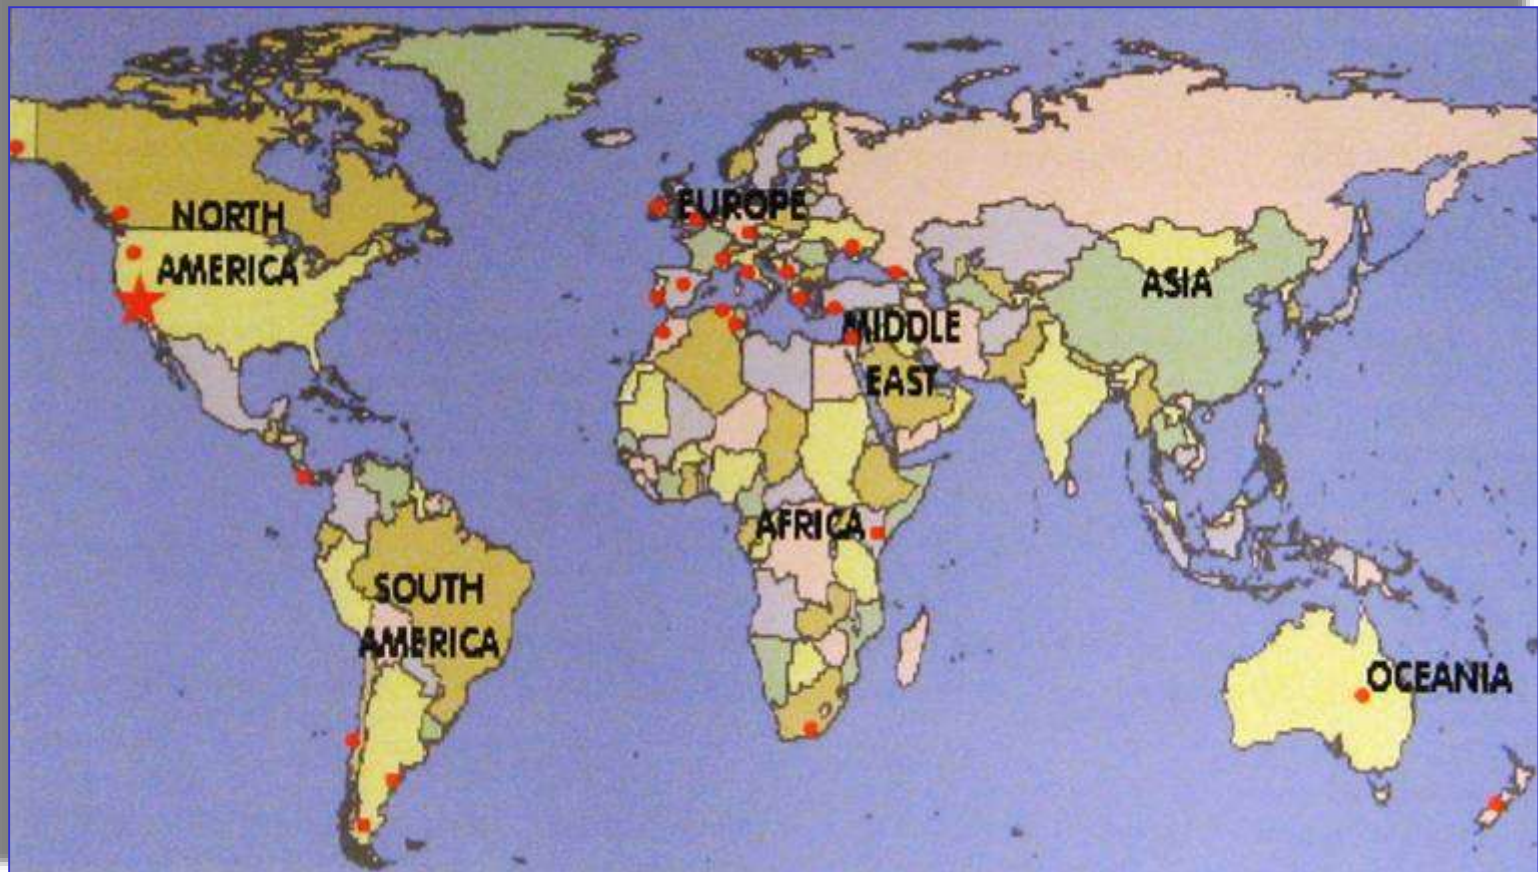 NORTH
AMERICA
EUROPE
ASIA
MIDDLE
EAST
AFRICA
SOUTH
AMERICA
OCEANIA